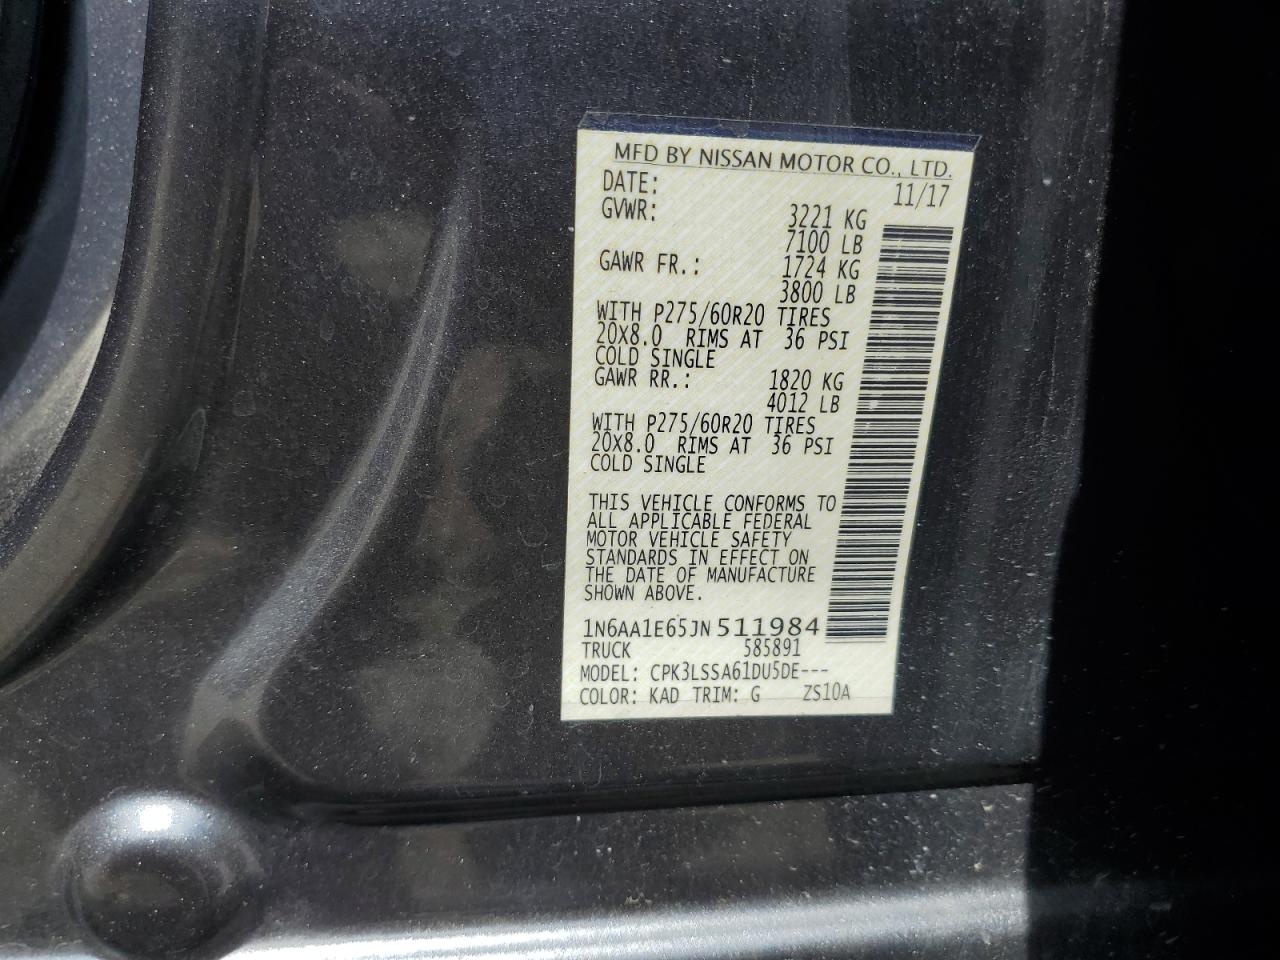 MFD BY NISSAN MOTOR CO., LTD.
DATE: 11/17
GVWR: 3221 KG
7100 LB
GAWR FR.: 1724 KG
3800 LB
WITH P275/60R20 TIRES
20X8.0 RIMS AT 36 PSI
COLD SINGLE
GAWR RR.: 1820 KG
4012 LB
WITH P275/60R20 TIRES
20X8.0 RIMS AT 36 PSI
COLD SINGLE
THIS VEHICLE CONFORMS TO
ALL APPLICABLE FEDERAL
MOTOR VEHICLE SAFETY
STANDARDS IN EFFECT ON
THE DATE OF MANUFACTURE
SHOWN ABOVE.
1N6AA1E65JN511984
TRUCK 585891
MODEL: CPK3LSSA61DU5DE---
COLOR: KAD TRIM: G ZS10A